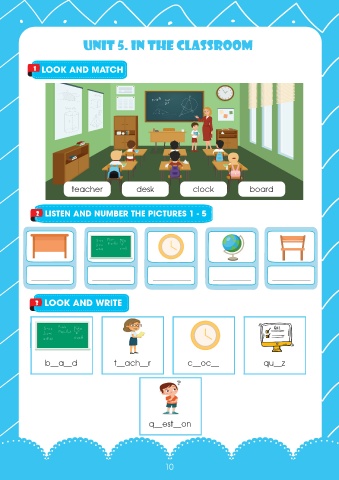 UNIT 5. IN THE CLASSROOM
1 LOOK AND MATCH
teacher desk clock board
2 LISTEN AND NUMBER THE PICTURES 1 - 5
3 LOOK AND WRITE
b__a__d t__ach__r c__oc__ qu__z
q__est__on
10